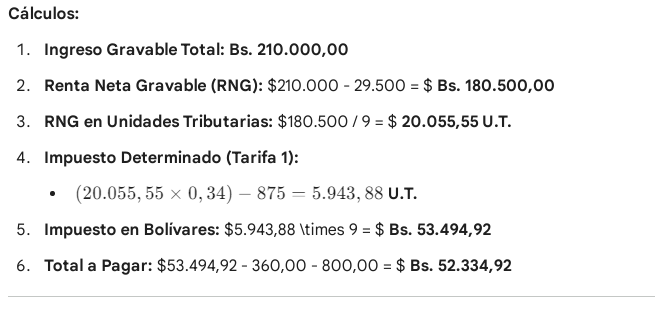 Cálculos:
1. Ingreso Gravable Total: Bs. 210.000,00
2. Renta Neta Gravable (RNG): $210.000 - 29.500 = $ Bs. 180.500,00
3. RNG en Unidades Tributarias: $180.500 / 9 = $ 20.055,55 U.T.
4. Impuesto Determinado (Tarifa 1):
• (20.055, 55 × 0, 34) − 875 = 5.943, 88 U.T.
5. Impuesto en Bolívares: $5.943,88 \times 9 = $ Bs. 53.494,92
6. Total a Pagar: $53.494,92 - 360,00 - 800,00 = $ Bs. 52.334,92